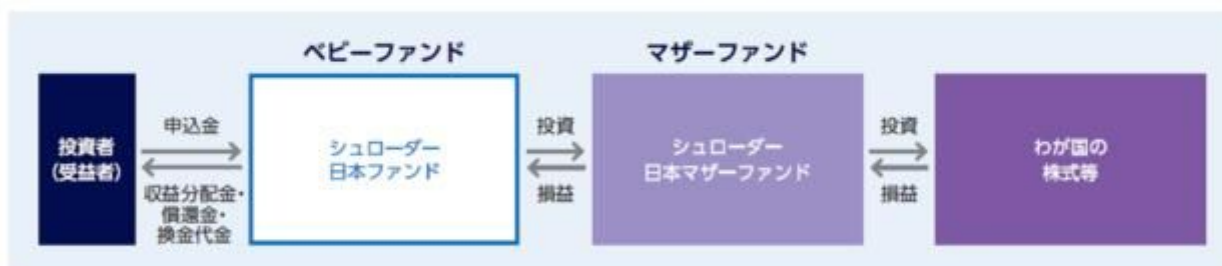 ベビーファンド
マザーファンド
投資者
(受益者)
申込金
収益分配金・
償還金・
換金代金
シュローダー
日本ファンド
投資
損益
シュローダー
日本マザーファンド
投資
損益
わが国の
株式等